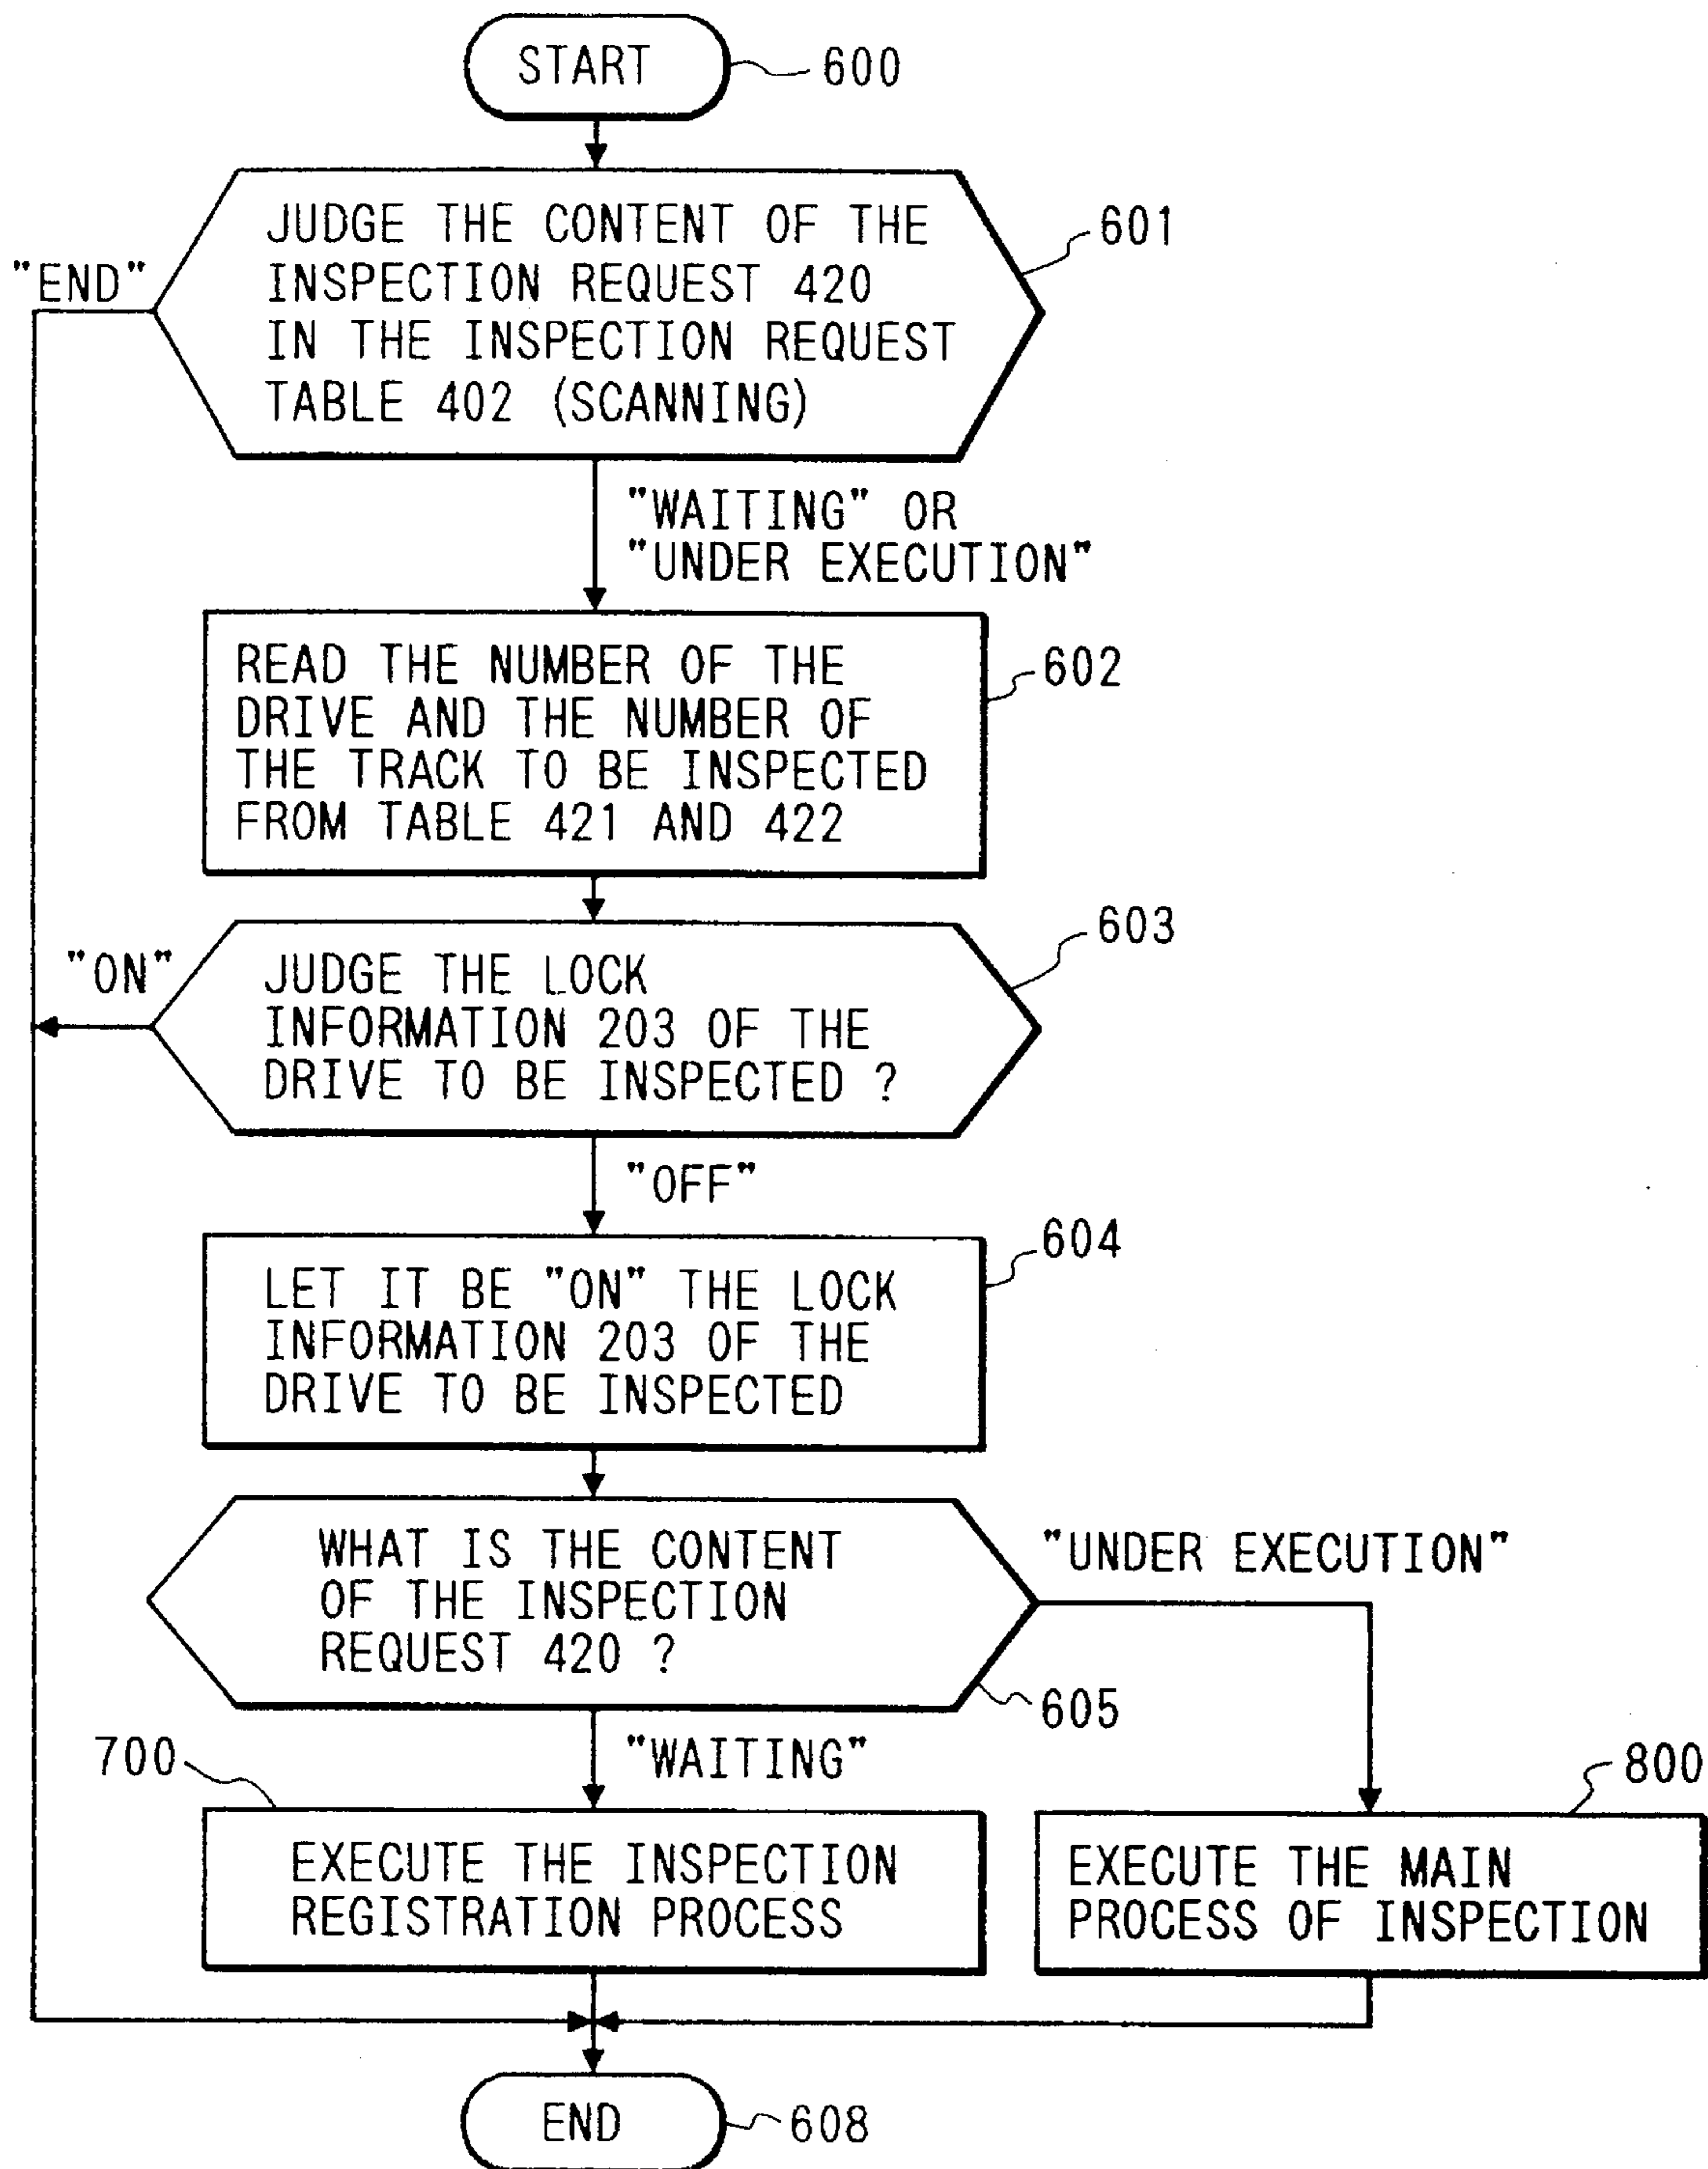 START
600
JUDGE THE CONTENT OF THE
INSPECTION REQUEST 420
IN THE INSPECTION REQUEST
TABLE 402 (SCANNING)
601
"END"
"WAITING" OR
"UNDER EXECUTION"
READ THE NUMBER OF THE
DRIVE AND THE NUMBER OF
THE TRACK TO BE INSPECTED
FROM TABLE 421 AND 422
602
"ON"
JUDGE THE LOCK
INFORMATION 203 OF THE
DRIVE TO BE INSPECTED ?
603
"OFF"
LET IT BE "ON" THE LOCK
INFORMATION 203 OF THE
DRIVE TO BE INSPECTED
604
WHAT IS THE CONTENT
OF THE INSPECTION
REQUEST 420 ?
"UNDER EXECUTION"
605
"WAITING"
700
800
EXECUTE THE INSPECTION
REGISTRATION PROCESS
EXECUTE THE MAIN
PROCESS OF INSPECTION
END
608